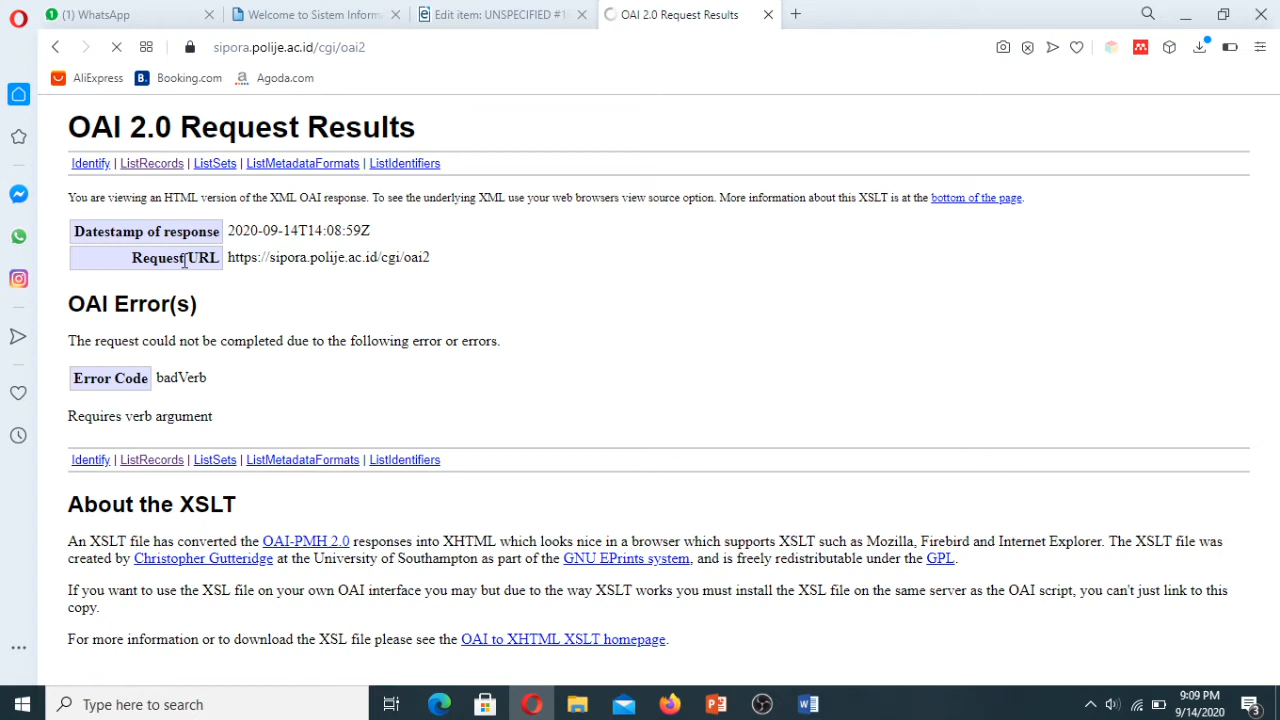 (1) WhatsApp
Welcome to Sistem Inform
Edit item: UNSPECIFIED #1
OAI 2.0 Request Results
sipora.polije.ac.id/cgi/oai2
AliExpress
Booking.com
Agoda.com
OAI 2.0 Request Results
Identify | ListRecords | ListSets | ListMetadataFormats | ListIdentifiers
You are viewing an HTML version of the XML OAI response. To see the underlying XML use your web browsers view source option. More information about this XSLT is at the bottom of the page.
Datestamp of response 2020-09-14T14:08:59Z
Request URL https://sipora.polije.ac.id/cgi/oai2
OAI Error(s)
The request could not be completed due to the following error or errors.
Error Code badVerb
Requires verb argument
Identify | ListRecords | ListSets | ListMetadataFormats | ListIdentifiers
About the XSLT
An XSLT file has converted the OAI-PMH 2.0 responses into XHTML which looks nice in a browser which supports XSLT such as Mozilla, Firebird and Internet Explorer. The XSLT file was
created by Christopher Gutteridge at the University of Southampton as part of the GNU EPrints system, and is freely redistributable under the GPL.
If you want to use the XSL file on your own OAI interface you may but due to the way XSLT works you must install the XSL file on the same server as the OAI script, you can't just link to this
copy.
For more information or to download the XSL file please see the OAI to XHTML XSLT homepage.
Type here to search
9:09 PM
9/14/2020
3